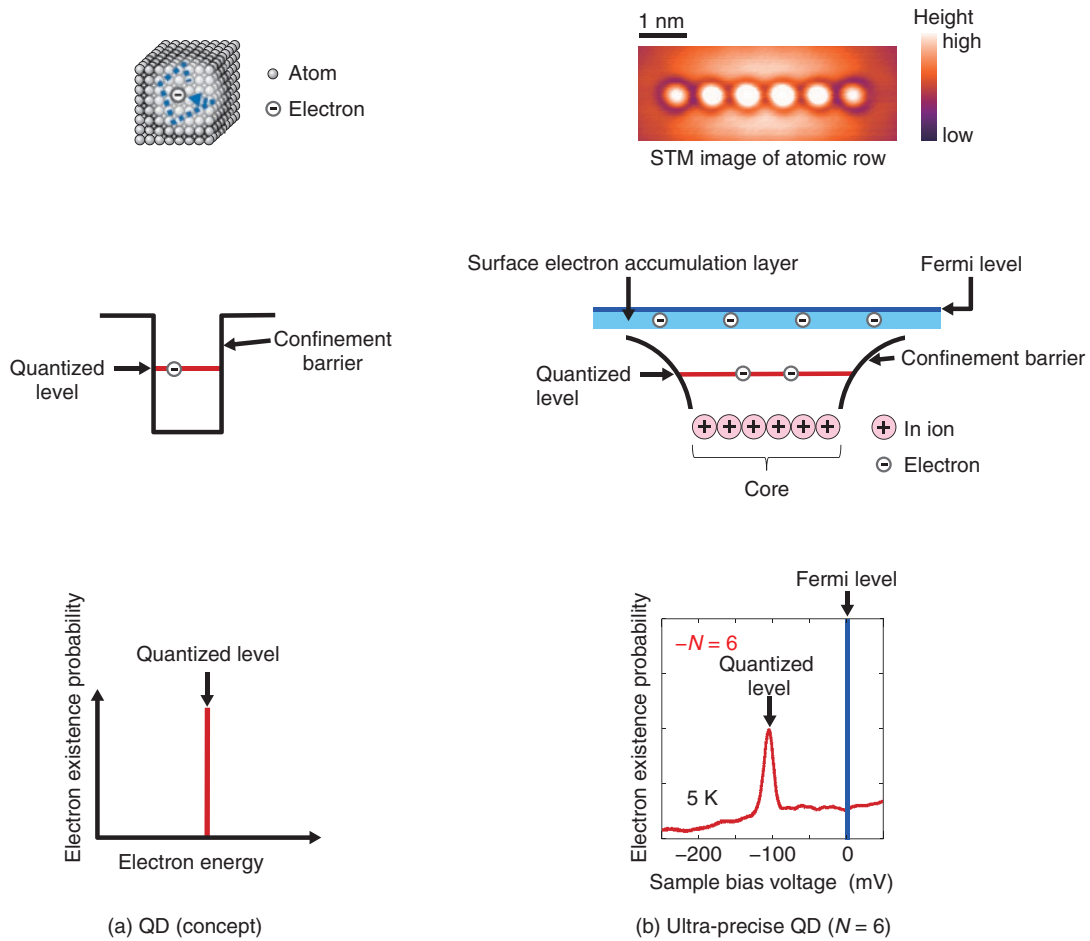 Atom
Electron
1 nm
Height
high
low
STM image of atomic row
Quantized
level
Confinement
barrier
Surface electron accumulation layer
Fermi level
Quantized
level
Confinement barrier
In ion
Electron
Core
Electron existence probability
Quantized level
Electron energy
Fermi level
Electron existence probability
–N = 6
Quantized
level
5 K
−200
−100
0
Sample bias voltage (mV)
(a) QD (concept)
(b) Ultra-precise QD (N = 6)